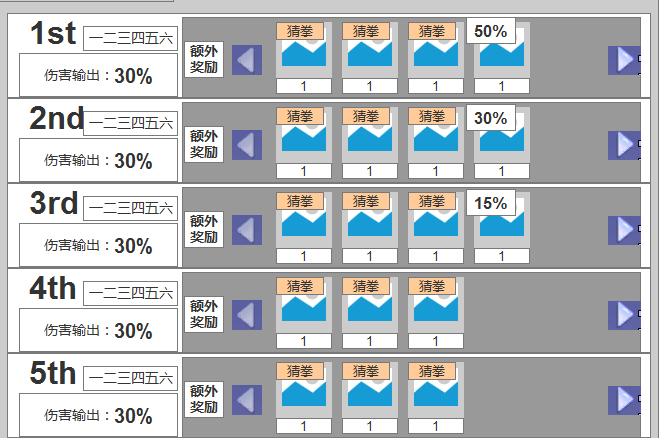 1st 一二三四五六
伤害输出：30%
额外
奖励
猜拳 猜拳 猜拳 50%
1 1 1 1
2nd 一二三四五六
伤害输出：30%
额外
奖励
猜拳 猜拳 猜拳 30%
1 1 1 1
3rd 一二三四五六
伤害输出：30%
额外
奖励
猜拳 猜拳 猜拳 15%
1 1 1 1
4th 一二三四五六
伤害输出：30%
额外
奖励
猜拳 猜拳 猜拳
1 1 1
5th 一二三四五六
伤害输出：30%
额外
奖励
猜拳 猜拳 猜拳
1 1 1